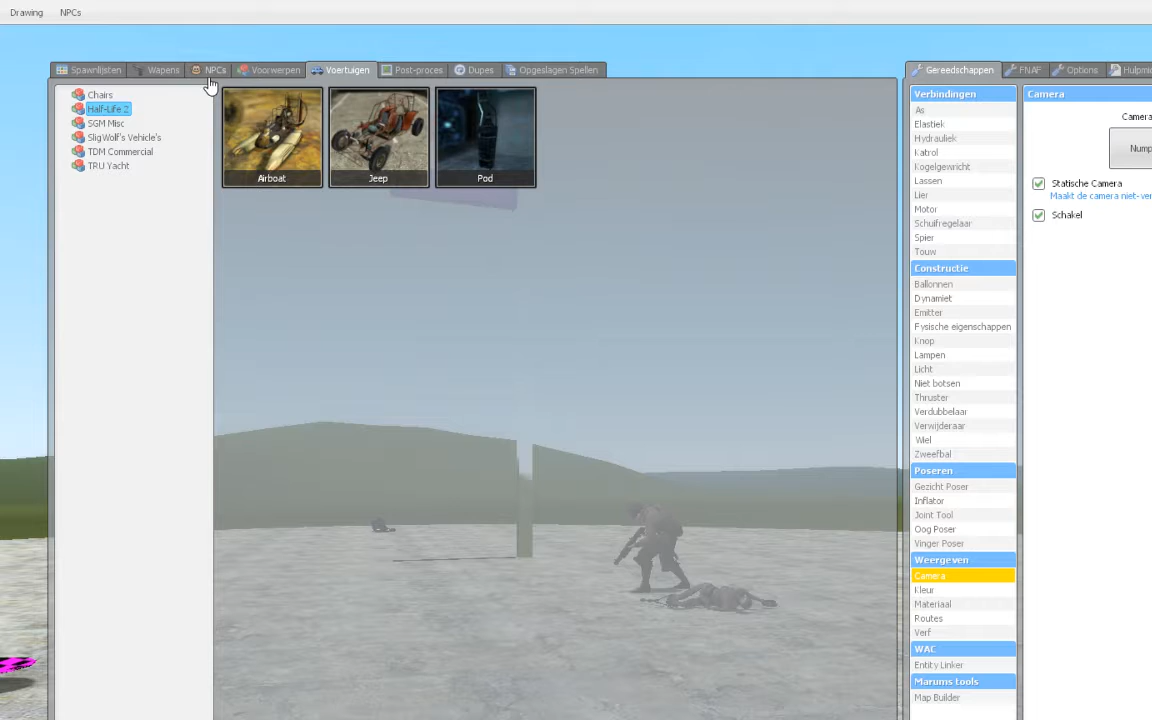 Drawing NPCs
Spawnlijsten Wapens NPCs Voorwerpen Voertuigen Post-proces Dupes Opgeslagen Spellen
Chairs
Half-Life 2
SGM Misc
SligWolf's Vehicle's
TDM Commercial
TRU Yacht
Airboat Jeep Pod
Gereedschappen FNAF Options Hulpmi
Verbindingen
As
Elastiek
Hydrauliek
Katrol
Kogelgewricht
Lassen
Lier
Motor
Schuifregelaar
Spier
Touw
Constructie
Ballonnen
Dynamiet
Emitter
Fysische eigenschappen
Knop
Lampen
Licht
Niet botsen
Thruster
Verdubbelaar
Verwijderaar
Wiel
Zweefbal
Poseren
Gezicht Poser
Inflator
Joint Tool
Oog Poser
Vinger Poser
Weergeven
Camera
Kleur
Materiaal
Routes
Verf
WAC
Entity Linker
Marums tools
Map Builder
Camera
Camera
Nump
Statische Camera
Maakt de camera niet-ver
Schakel